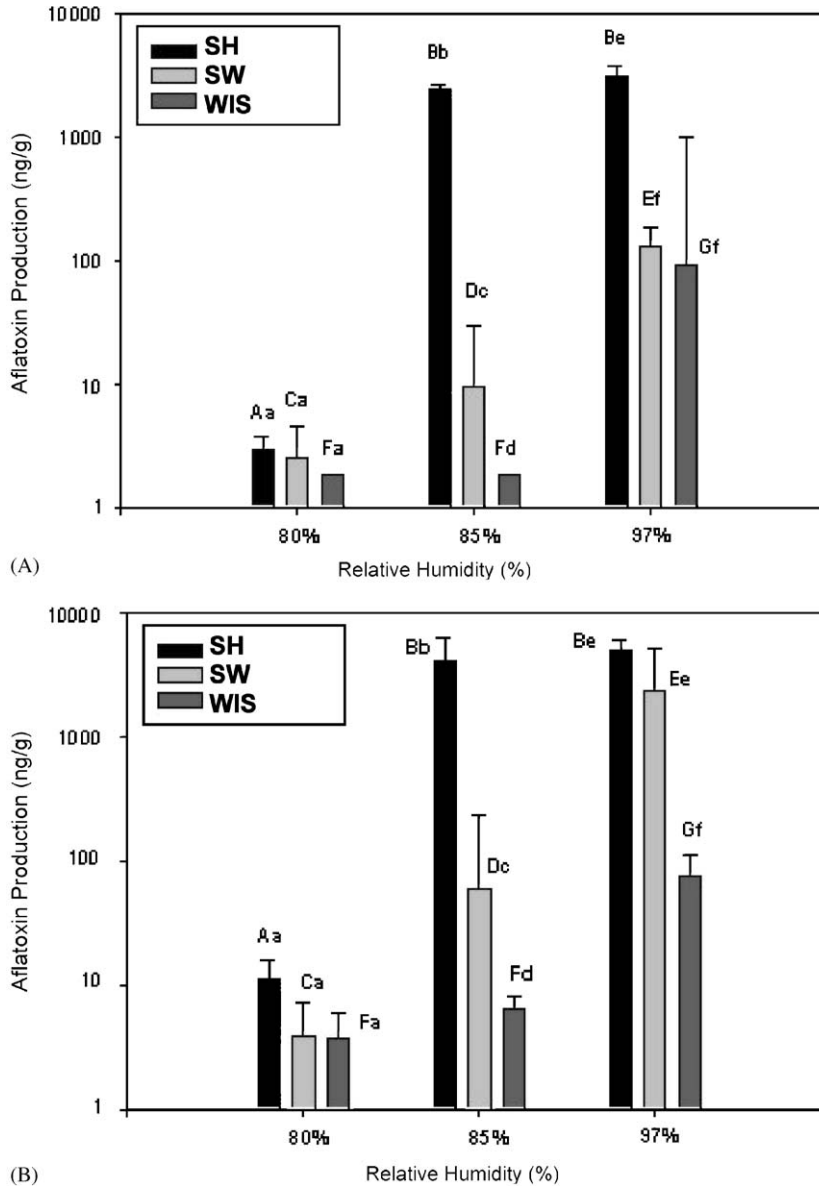 10000
SH
SW
WIS
Bb
Be
1000
Ef
Gf
100
Dc
10
Aa
Ca
Fa
Fd
1
80%
85%
97%
Aflatoxin Production (ng/g)
Relative Humidity (%)
(A)
10000
SH
SW
WIS
Bb
Be
Ee
1000
Gf
100
Dc
Aa
Ca
Fd
10
Fa
1
80%
85%
97%
Aflatoxin Production (ng/g)
Relative Humidity (%)
(B)